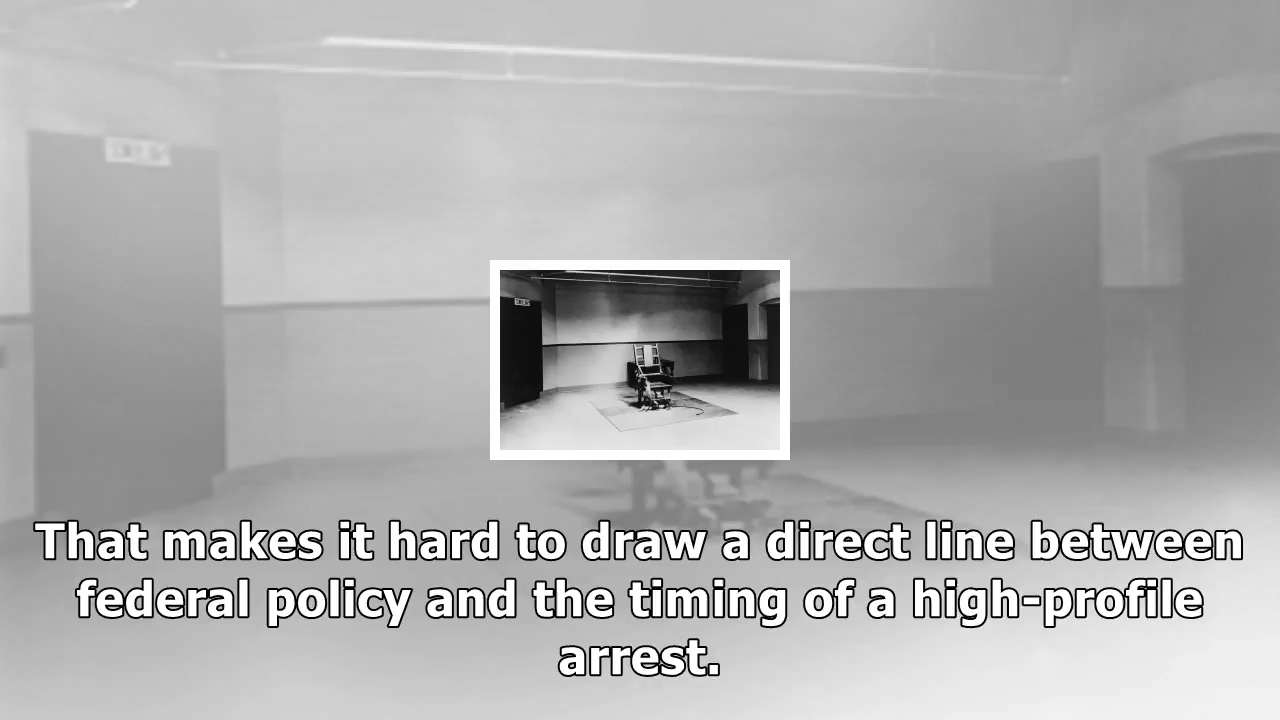 That makes it hard to draw a direct line between
federal policy and the timing of a high-profile
arrest.